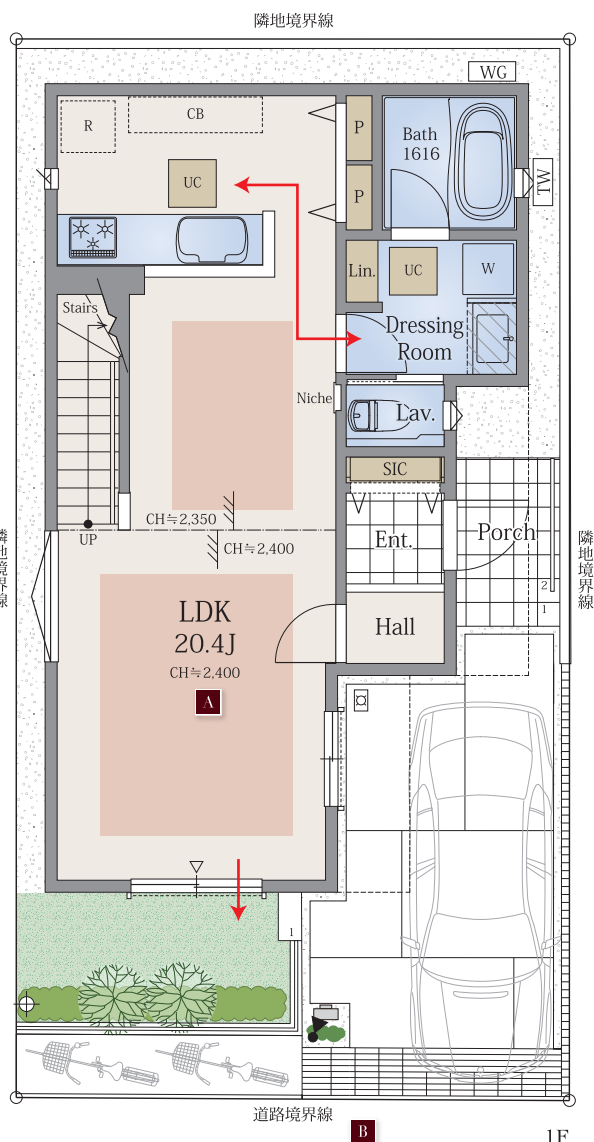 隣地境界線
WG
R
CB
P
Bath
1616
UC
P
TW
Lin.
UC
W
Stairs
Dressing
Room
Niche
Lav.
SIC
CH≒2,350
UP
CH≒2,400
Ent.
Porch
隣地境界線
隣地境界線
2
1
LDK
20.4J
CH≒2,400
Hall
A
1
道路境界線
B
1F